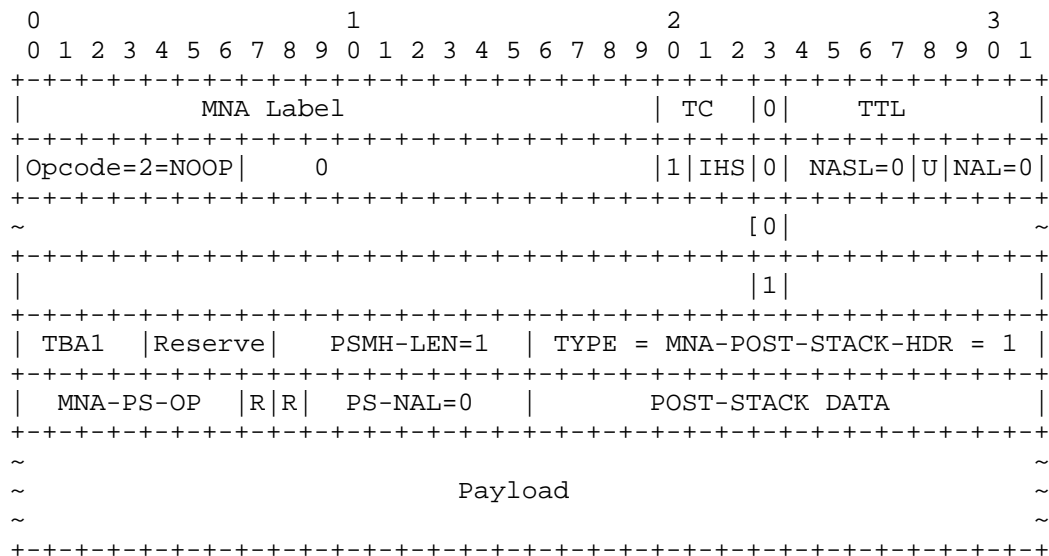 0                   1                   2                   3
 0 1 2 3 4 5 6 7 8 9 0 1 2 3 4 5 6 7 8 9 0 1 2 3 4 5 6 7 8 9 0 1
+-+-+-+-+-+-+-+-+-+-+-+-+-+-+-+-+-+-+-+-+-+-+-+-+-+-+-+-+-+-+-+-+
|           MNA Label                   | TC  |0|    TTL        |
+-+-+-+-+-+-+-+-+-+-+-+-+-+-+-+-+-+-+-+-+-+-+-+-+-+-+-+-+-+-+-+-+
|Opcode=2=NOOP|    0                    |1|IHS|0| NASL=0|U|NAL=0|
+-+-+-+-+-+-+-+-+-+-+-+-+-+-+-+-+-+-+-+-+-+-+-+-+-+-+-+-+-+-+-+-+
~                                             [0|               ~
+-+-+-+-+-+-+-+-+-+-+-+-+-+-+-+-+-+-+-+-+-+-+-+-+-+-+-+-+-+-+-+-+
|                                             |1|               |
+-+-+-+-+-+-+-+-+-+-+-+-+-+-+-+-+-+-+-+-+-+-+-+-+-+-+-+-+-+-+-+-+
| TBA1  |Reserve|   PSMH-LEN=1  | TYPE = MNA-POST-STACK-HDR = 1 |
+-+-+-+-+-+-+-+-+-+-+-+-+-+-+-+-+-+-+-+-+-+-+-+-+-+-+-+-+-+-+-+-+
|  MNA-PS-OP  |R|R|  PS-NAL=0   |       POST-STACK DATA         |
+-+-+-+-+-+-+-+-+-+-+-+-+-+-+-+-+-+-+-+-+-+-+-+-+-+-+-+-+-+-+-+-+
~                                                               ~
~                           Payload                             ~
~                                                               ~
+-+-+-+-+-+-+-+-+-+-+-+-+-+-+-+-+-+-+-+-+-+-+-+-+-+-+-+-+-+-+-+-+